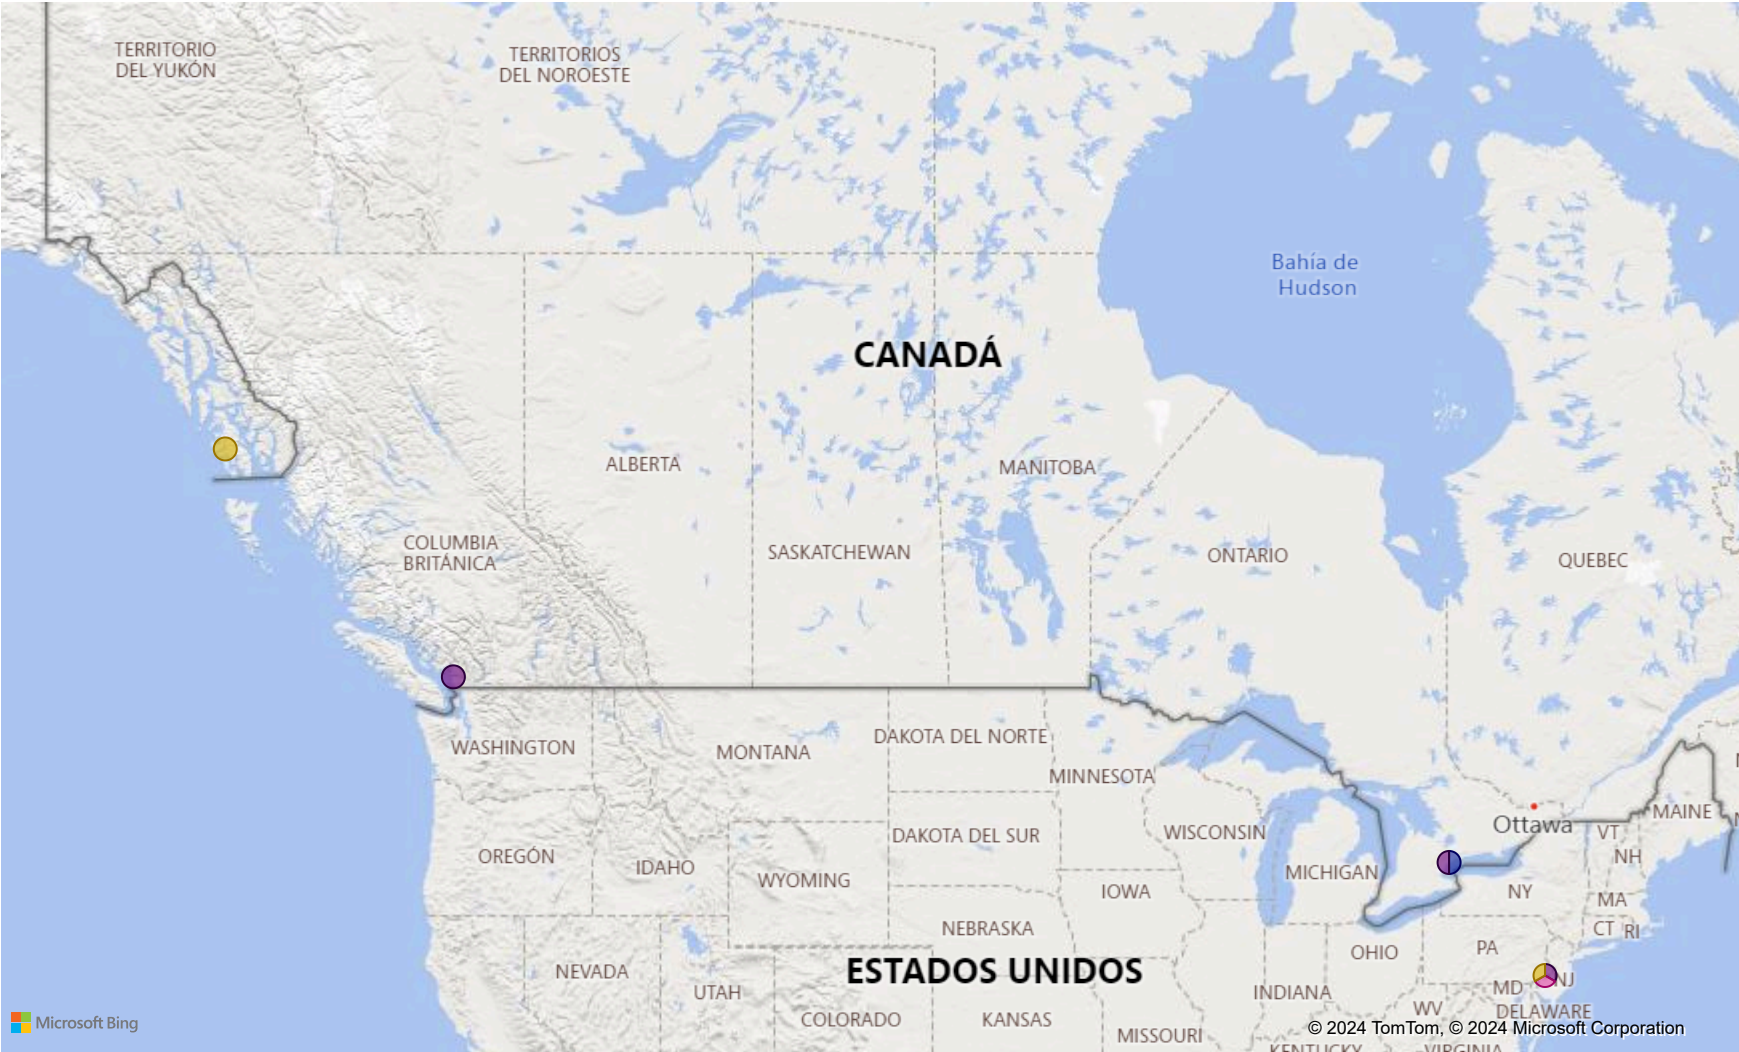 TERRITORIO
DEL YUKÓN
TERRITORIOS
DEL NOROESTE
Bahía de
Hudson
CANADÁ
ALBERTA
MANITOBA
COLUMBIA
BRITÁNICA
SASKATCHEWAN
ONTARIO
QUEBEC
WASHINGTON
MONTANA
DAKOTA DEL NORTE
MINNESOTA
MAINE
Ottawa
VT
WISCONSIN
DAKOTA DEL SUR
OREGÓN
NH
IDAHO
MICHIGAN
WYOMING
IOWA
NY
MA
NEBRASKA
CT
RI
OHIO
PA
ESTADOS UNIDOS
NEVADA
UTAH
INDIANA
MD
NJ
WV
DELAWARE
COLORADO
KANSAS
MISSOURI
KENTUCKY
VIRGINIA
Microsoft Bing
© 2024 TomTom, © 2024 Microsoft Corporation